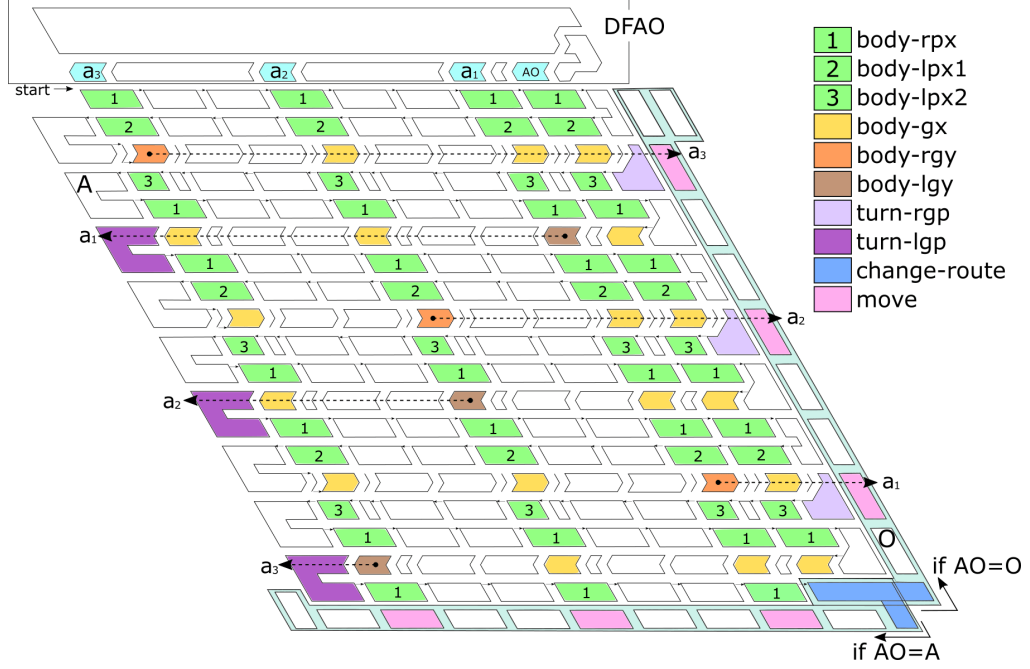 DFAO
a₃ a₂ a₁ AO
start
1 1 1 1
2 2 2 2
a₃
A 3 3 3 3
1 1 1 1
a₁
1 1 1 1
2 2 2 2
a₂
3 3 3 3
1 1 1 1
a₂
1 1 1 1
2 2 2 2
a₁
3 3 3 3
1 1 1 1 O
a₃
1 1 1
if AO=O
if AO=A
1 body-rpx
2 body-lpx1
3 body-lpx2
body-gx
body-rgy
body-lgy
turn-rgp
turn-lgp
change-route
move